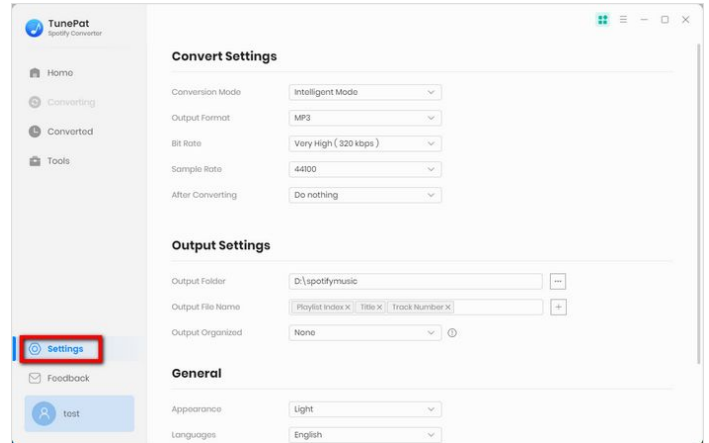 TunePat
Spotify Converter
Home
Converting
Converted
Tools
Settings
Feedback
test
Convert Settings
Conversion Mode Intelligent Mode
Output Format MP3
Bit Rate Very High ( 320 kbps )
Sample Rate 44100
After Converting Do nothing
Output Settings
Output Folder D:\spotifymusic ...
Output File Name Playlist Index X Title X Track Number X +
Output Organized None
General
Appearance Light
Languages English